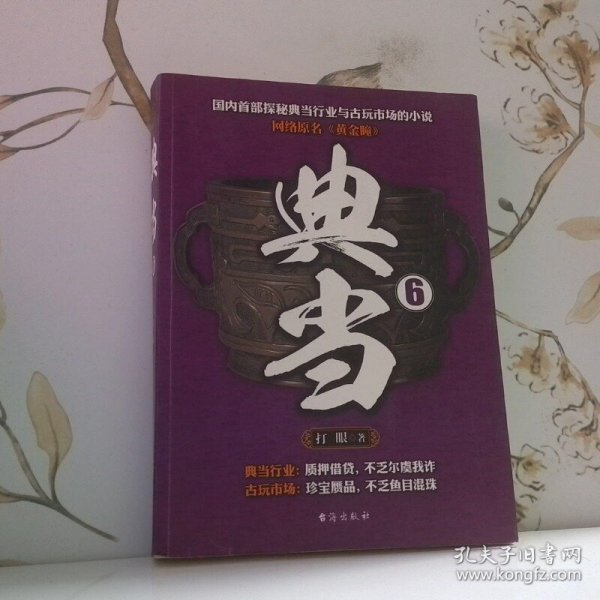 国内首部探秘典当行业与古玩市场的小说
网络原名《黄金瞳》
典当
6
打眼 著
典当行业：质押借贷，不乏尔虞我诈
古玩市场：珍宝赝品，不乏鱼目混珠
台海出版社
典当
孔夫子旧书网
www.kongfz.com